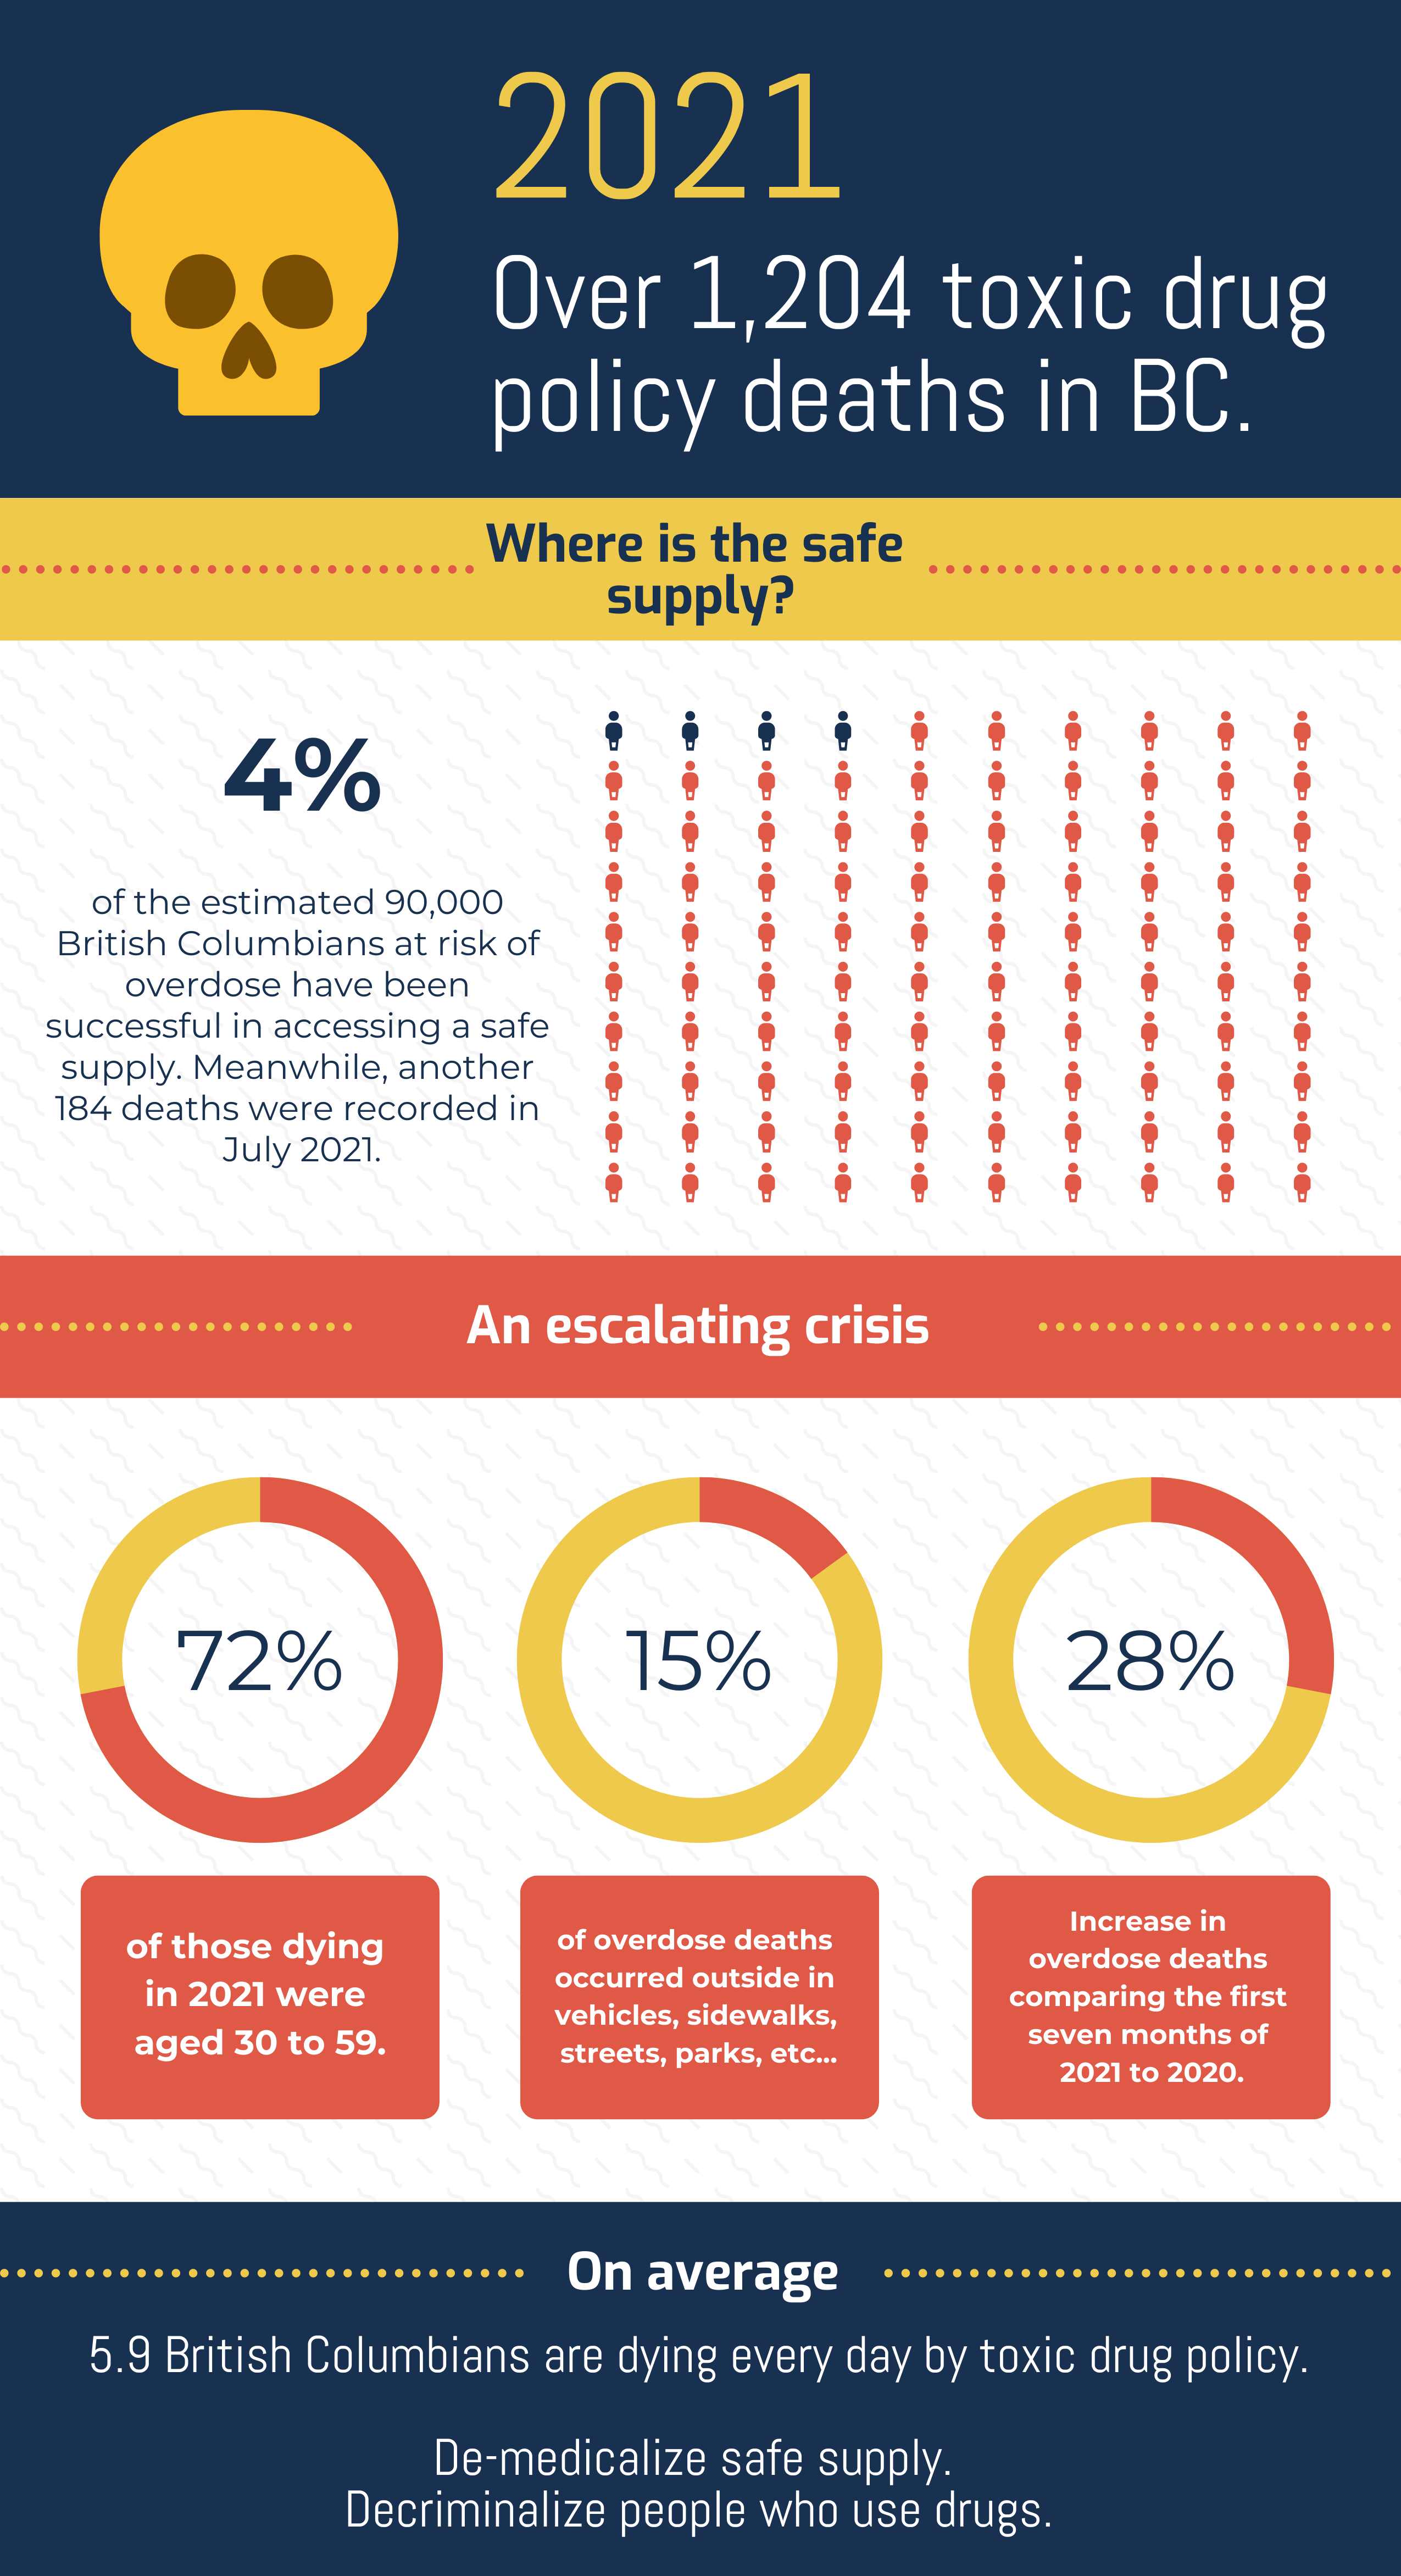 2021
Over 1,204 toxic drug
policy deaths in BC.
Where is the safe
supply?
4%
of the estimated 90,000
British Columbians at risk of
overdose have been
successful in accessing a safe
supply. Meanwhile, another
184 deaths were recorded in
July 2021.
An escalating crisis
72%
of those dying
in 2021 were
aged 30 to 59.
15%
of overdose deaths
occurred outside in
vehicles, sidewalks,
streets, parks, etc...
28%
Increase in
overdose deaths
comparing the first
seven months of
2021 to 2020.
On average
5.9 British Columbians are dying every day by toxic drug policy.
De-medicalize safe supply.
Decriminalize people who use drugs.